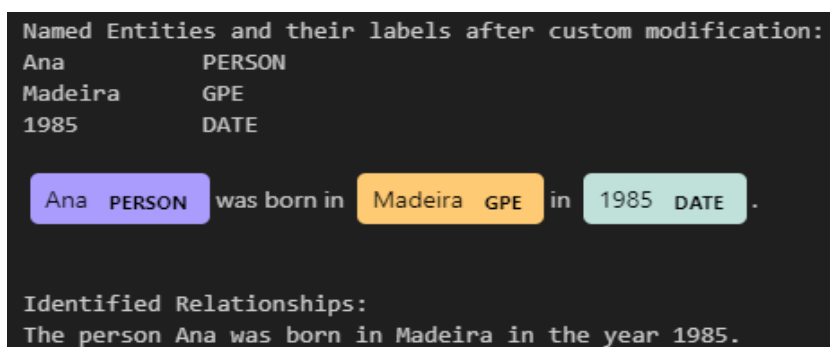 Named Entities and their labels after custom modification:
Ana PERSON
Madeira GPE
1985 DATE
Ana PERSON was born in Madeira GPE in 1985 DATE .
Identified Relationships:
The person Ana was born in Madeira in the year 1985.